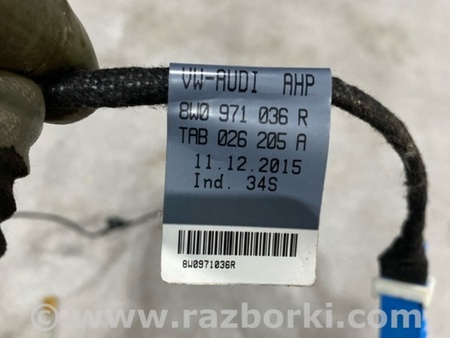 VW-AUDI AHP
8W0 971 036 R
TAB 026 205 A
11.12.2015
Ind. 34S
8W0971036R
www.razborki.com